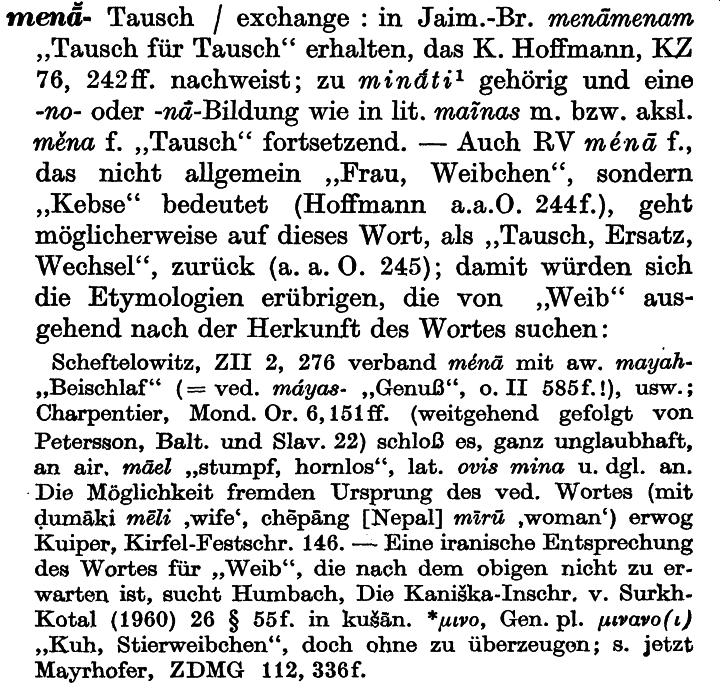 menā̆- Tausch / exchange : in Jaim.-Br. menāmenam
„Tausch für Tausch“ erhalten, das K. Hoffmann, KZ
76, 242ff. nachweist; zu minā́ti¹ gehörig und eine
-no- oder -nā-Bildung wie in lit. maĩnas m. bzw. aksl.
měna f. „Tausch“ fortsetzend. — Auch RV ménā f.,
das nicht allgemein „Frau, Weibchen“, sondern
„Kebse“ bedeutet (Hoffmann a.a.O. 244f.), geht
möglicherweise auf dieses Wort, als „Tausch, Ersatz,
Wechsel“, zurück (a. a. O. 245); damit würden sich
die Etymologien erübrigen, die von „Weib“ aus-
gehend nach der Herkunft des Wortes suchen:
Scheftelowitz, ZII 2, 276 verband ménā mit aw. mayah-
„Beischlaf“ (= ved. máyas- „Genuß“, o. II 585f.!), usw.;
Charpentier, Mond. Or. 6,151ff. (weitgehend gefolgt von
Petersson, Balt. und Slav. 22) schloß es, ganz unglaubhaft,
an air. máel „stumpf, hornlos“, lat. ovis mina u. dgl. an.
Die Möglichkeit fremden Ursprung des ved. Wortes (mit
ḍumāki mēli ‚wife‘, chēpāng [Nepal] mīrū ‚woman‘) erwog
Kuiper, Kirfel-Festschr. 146. — Eine iranische Entsprechung
des Wortes für „Weib“, die nach dem obigen nicht zu er-
warten ist, sucht Humbach, Die Kaniška-Inschr. v. Surkh-
Kotal (1960) 26 § 55f. in kušān. *μινο, Gen. pl. μινανο(ι)
„Kuh, Stierweibchen“, doch ohne zu überzeugen; s. jetzt
Mayrhofer, ZDMG 112, 336f.